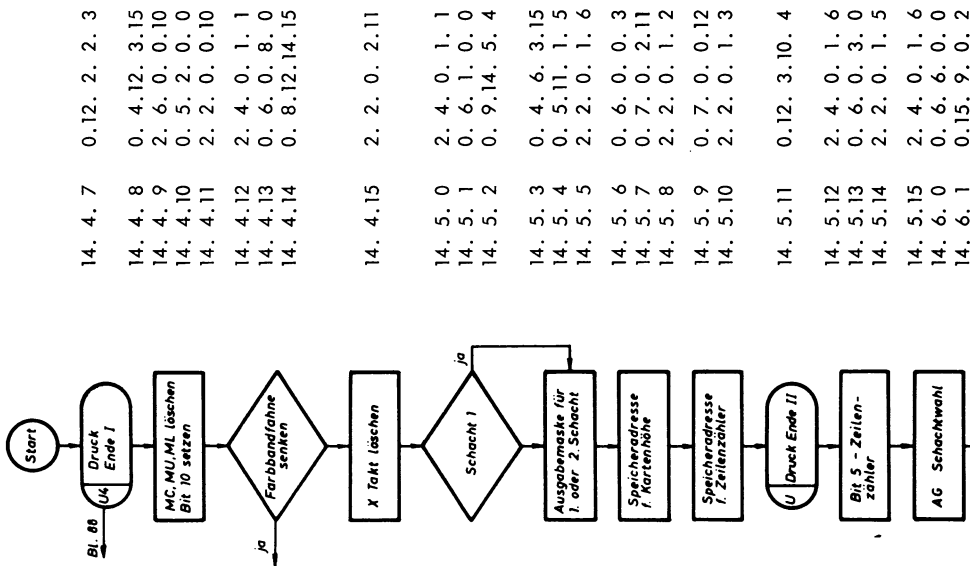 Start
Bl. 88
U4 Druck
Ende I
MC, MU, ML löschen
Bit 10 setzen
Farbbandfahne
senken
ja
X Takt löschen
Schacht 1
ja
Ausgabemaske für
1. oder 2. Schacht
Speicheradresse
f. Kartenhöhe
Speicheradresse
f. Zeilenzähler
U Druck Ende II
Bit 5 - Zeilen-
zähler
AG Schachtwahl
14. 4. 7 0.12. 2. 2. 3
14. 4. 8 0. 4.12. 3.15
14. 4. 9 2. 6. 0. 0.10
14. 4.10 0. 5. 2. 0. 0
14. 4.11 2. 2. 0. 0.10
14. 4.12 2. 4. 0. 1. 1
14. 4.13 0. 6. 0. 8. 0
14. 4.14 0. 8.12.14.15
14. 4.15 2. 2. 0. 2.11
14. 5. 0 2. 4. 0. 1. 1
14. 5. 1 0. 6. 1. 0. 0
14. 5. 2 0. 9.14. 5. 4
14. 5. 3 0. 4. 6. 3.15
14. 5. 4 0. 5.11. 1. 5
14. 5. 5 2. 2. 0. 1. 6
14. 5. 6 0. 6. 0. 0. 3
14. 5. 7 0. 7. 0. 2.11
14. 5. 8 2. 2. 0. 1. 2
14. 5. 9 0. 7. 0. 0.12
14. 5.10 2. 2. 0. 1. 3
14. 5.11 0.12. 3.10. 4
14. 5.12 2. 4. 0. 1. 6
14. 5.13 0. 6. 0. 3. 0
14. 5.14 2. 2. 0. 1. 5
14. 5.15 2. 4. 0. 1. 6
14. 6. 0 0. 6. 6. 0. 0
14. 6. 1 0.15. 9. 0. 2